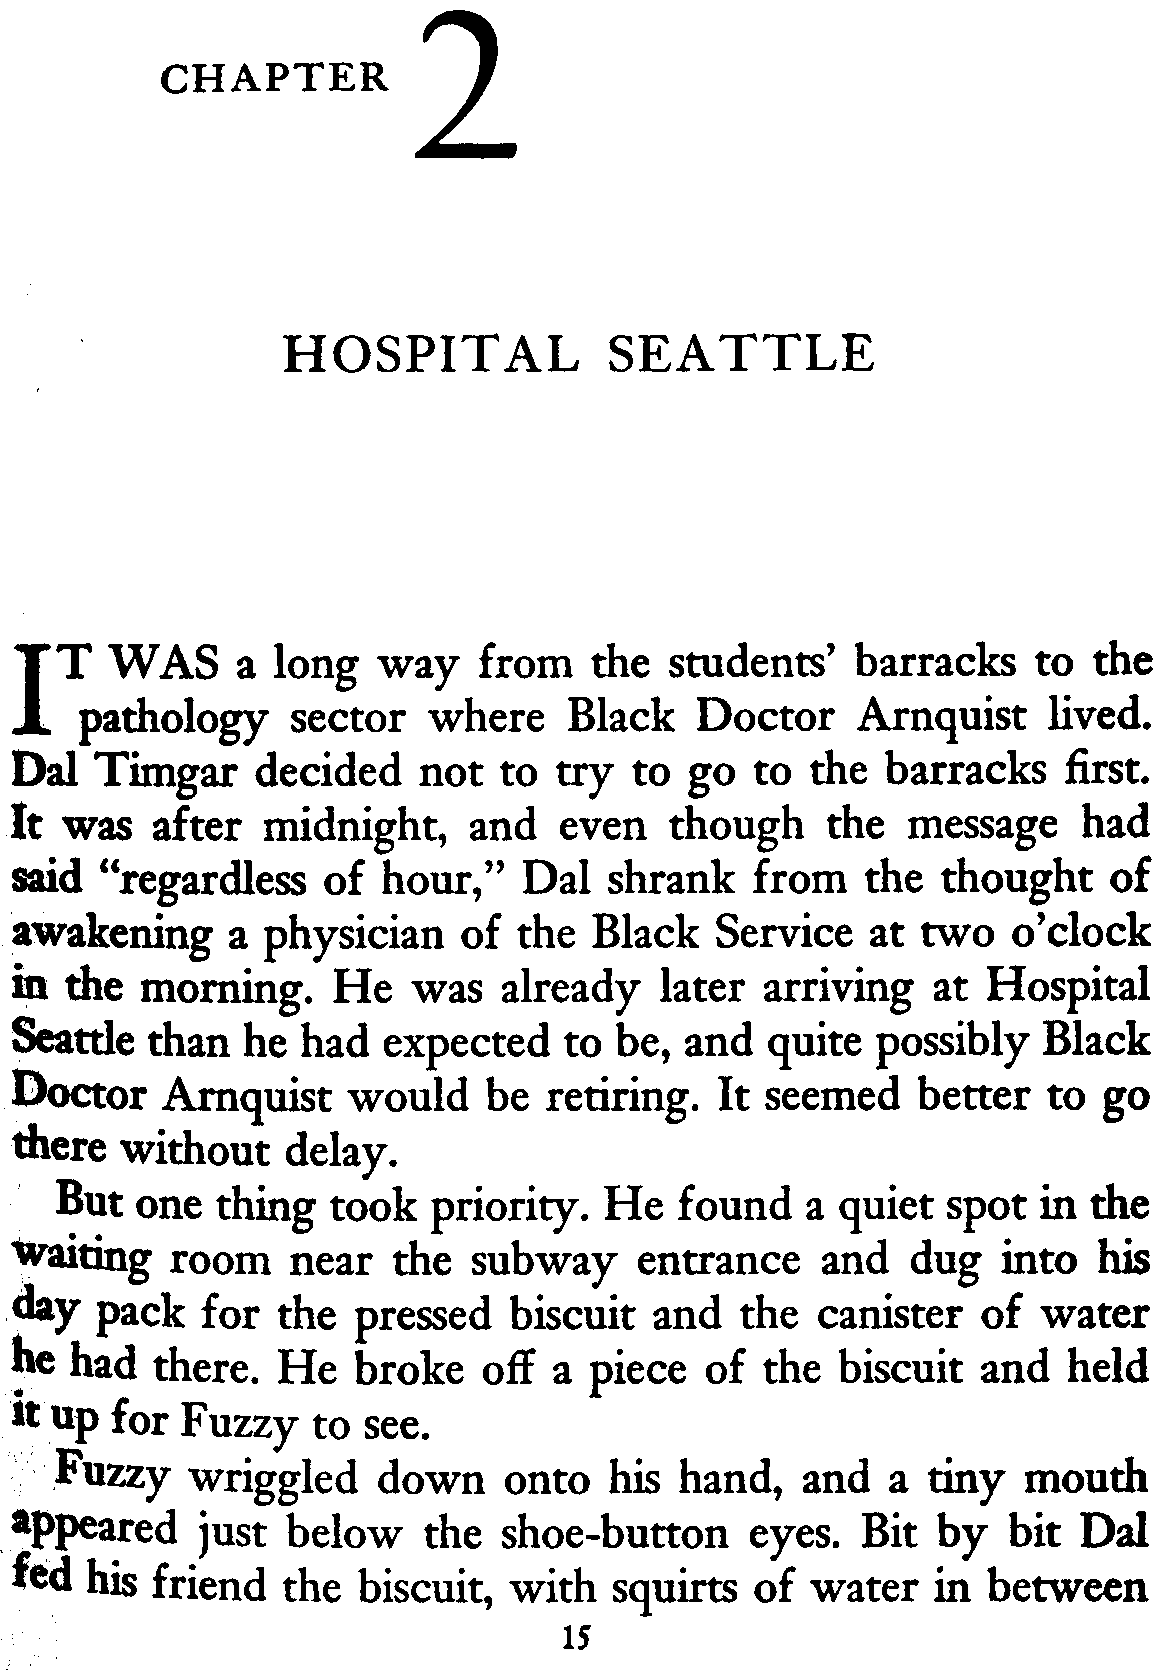 CHAPTER 2
HOSPITAL SEATTLE
IT WAS a long way from the students’ barracks to the
pathology sector where Black Doctor Arnquist lived.
Dal Timgar decided not to try to go to the barracks first.
It was after midnight, and even though the message had
said “regardless of hour,” Dal shrank from the thought of
awakening a physician of the Black Service at two o’clock
in the morning. He was already later arriving at Hospital
Seattle than he had expected to be, and quite possibly Black
Doctor Arnquist would be retiring. It seemed better to go
there without delay.
But one thing took priority. He found a quiet spot in the
waiting room near the subway entrance and dug into his
day pack for the pressed biscuit and the canister of water
he had there. He broke off a piece of the biscuit and held
it up for Fuzzy to see.
Fuzzy wriggled down onto his hand, and a tiny mouth
appeared just below the shoe-button eyes. Bit by bit Dal
fed his friend the biscuit, with squirts of water in between
15